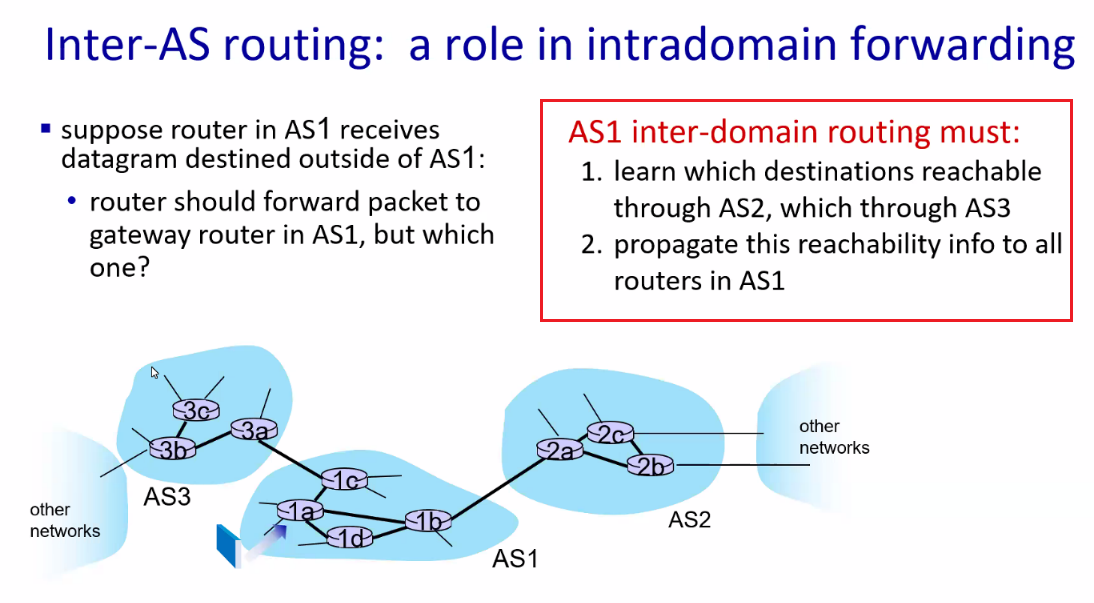 Inter-AS routing: a role in intradomain forwarding
▪ suppose router in AS1 receives
datagram destined outside of AS1:
• router should forward packet to
gateway router in AS1, but which
one?
AS1 inter-domain routing must:
1. learn which destinations reachable
through AS2, which through AS3
2. propagate this reachability info to all
routers in AS1
3c
3a
3b
AS3
other
networks
1c
1a
1b
1d
AS1
2c
2a
2b
AS2
other
networks